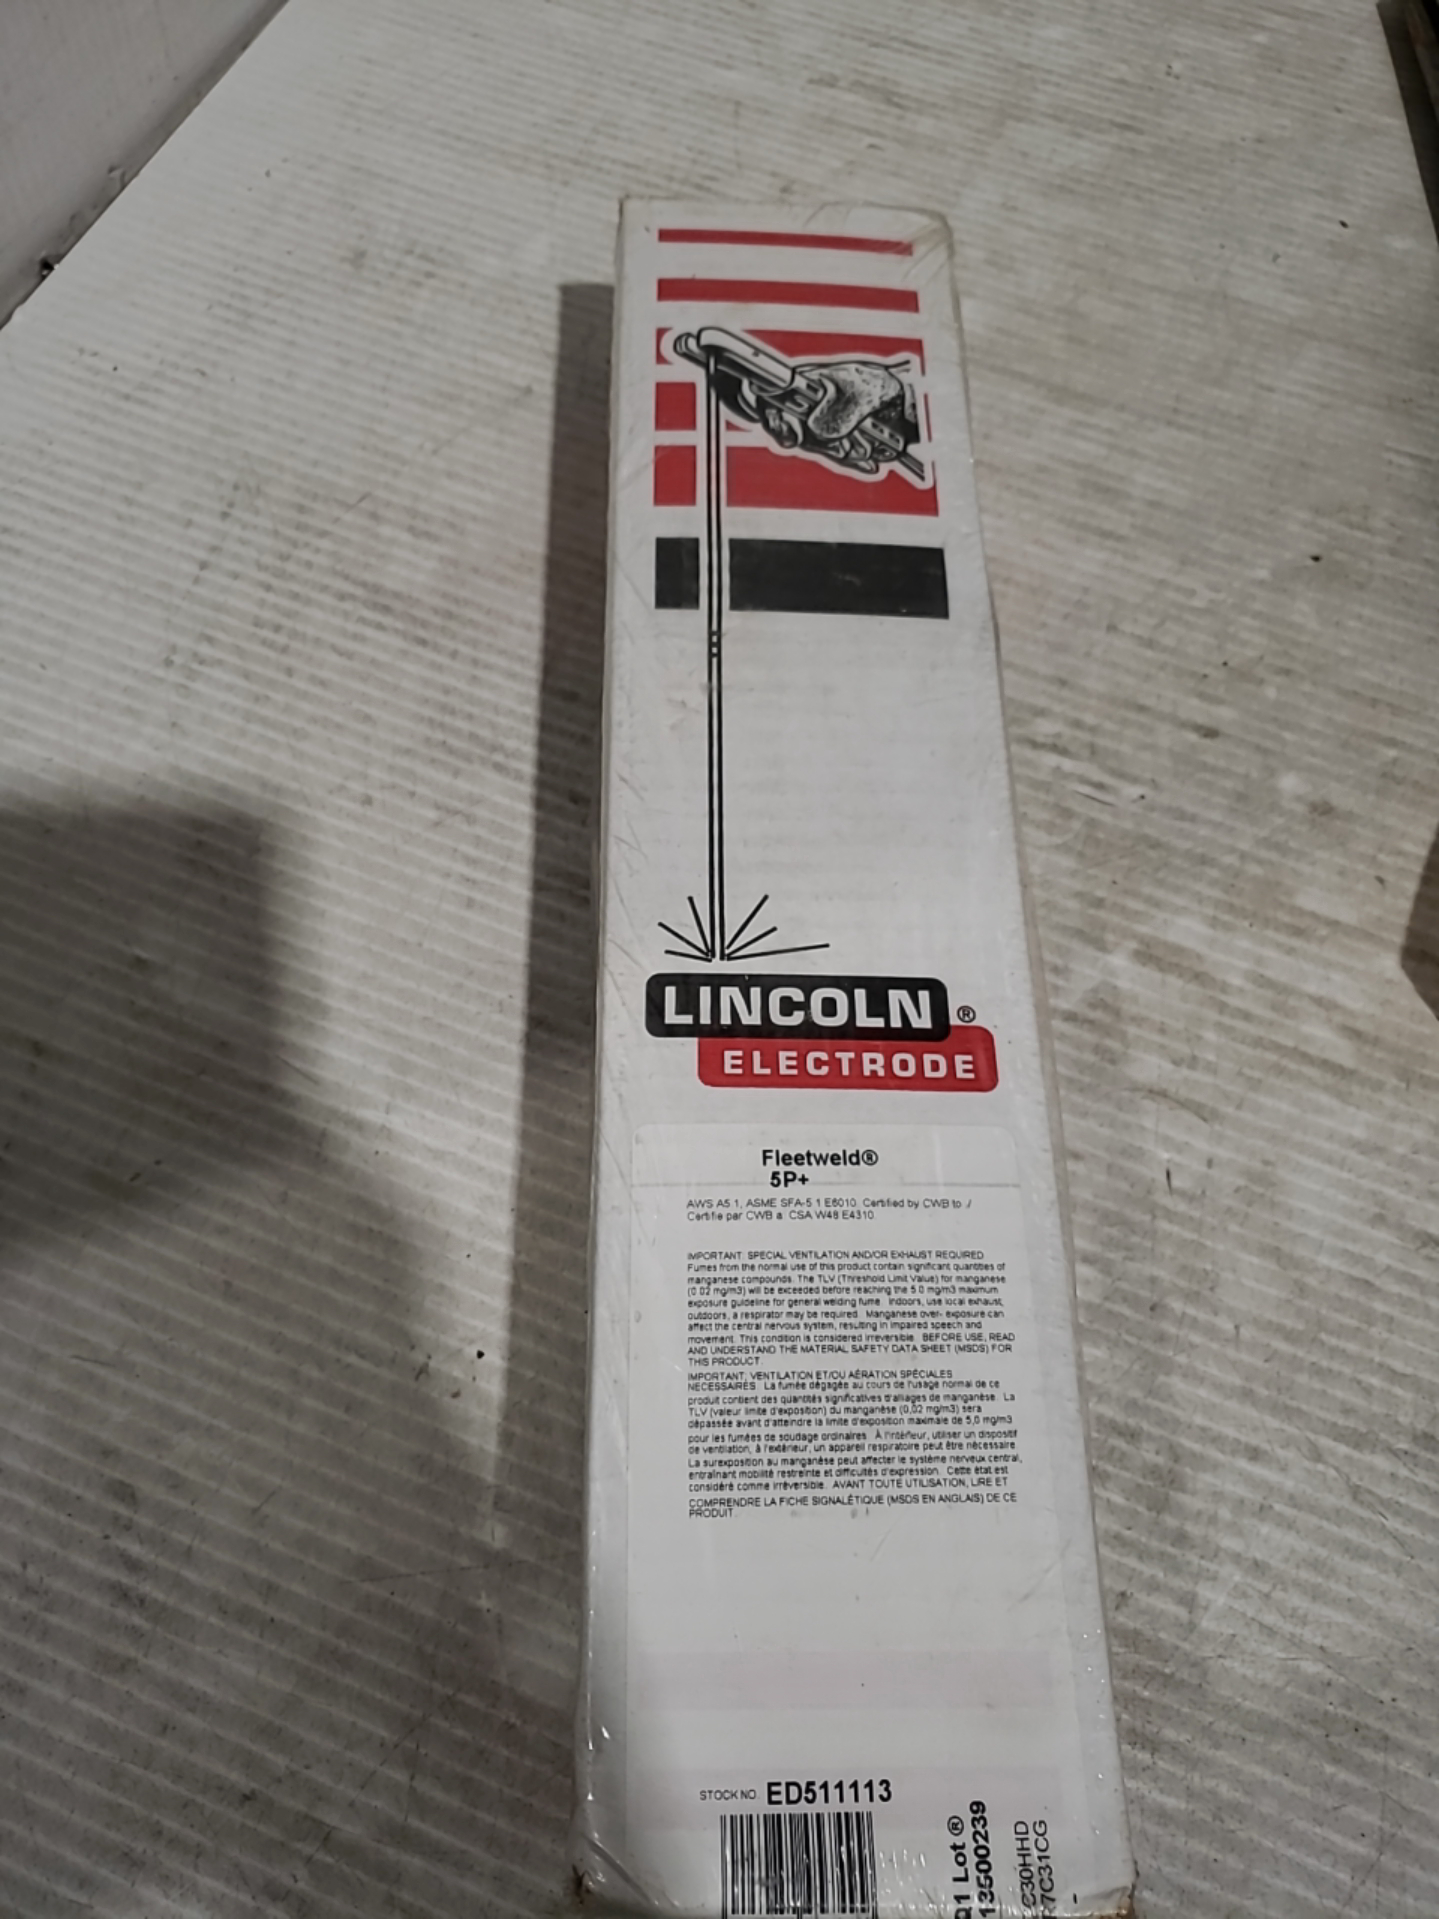 LINCOLN ®
ELECTRODE
Fleetweld®
5P+
AWS A5.1, ASME SFA-5.1 E6010. Certified by CWB to /
Certifie par CWB a: CSA W48 E4310.
IMPORTANT: SPECIAL VENTILATION AND/OR EXHAUST REQUIRED
Fumes from the normal use of this product contain significant quantities of
manganese compounds. The TLV (Threshold Limit Value) for manganese
(0.02 mg/m3) will be exceeded before reaching the 5.0 mg/m3 maximum
exposure guideline for general welding fume. Indoors, use local exhaust,
outdoors, a respirator may be required. Manganese over- exposure can
affect the central nervous system, resulting in impaired speech and
movement. This condition is considered irreversible. BEFORE USE, READ
AND UNDERSTAND THE MATERIAL SAFETY DATA SHEET (MSDS) FOR
THIS PRODUCT.
IMPORTANT: VENTILATION ET/OU AÉRATION SPÉCIALES
NÉCESSAIRES La fumée dégagée au cours de l'usage normal de ce
produit contient des quantités significatives d'alliages de manganèse. La
TLV (valeur limite d'exposition) du manganèse (0,02 mg/m3) sera
dépassée avant d'atteindre la limite d'exposition maximale de 5,0 mg/m3
pour les fumées de soudage ordinaires. À l'intérieur, utiliser un dispositif
de ventilation, à l'extérieur, un appareil respiratoire peut être nécessaire.
La surexposition au manganèse peut affecter le système nerveux central,
entraînant mobilité restreinte et difficultés d'expression. Cette état est
considéré comme irréversible. AVANT TOUTE UTILISATION, LIRE ET
COMPRENDRE LA FICHE SIGNALÉTIQUE (MSDS EN ANGLAIS) DE CE
PRODUIT.
STOCK NO. ED511113
Q1 Lot ®
13500239
C30HHD
7C31CG